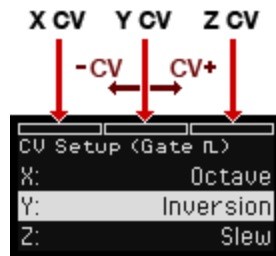 X CV Y CV Z CV
-CV CV+
CV Setup (Gate ⎍)
X: Octave
Y: Inversion
Z: Slew